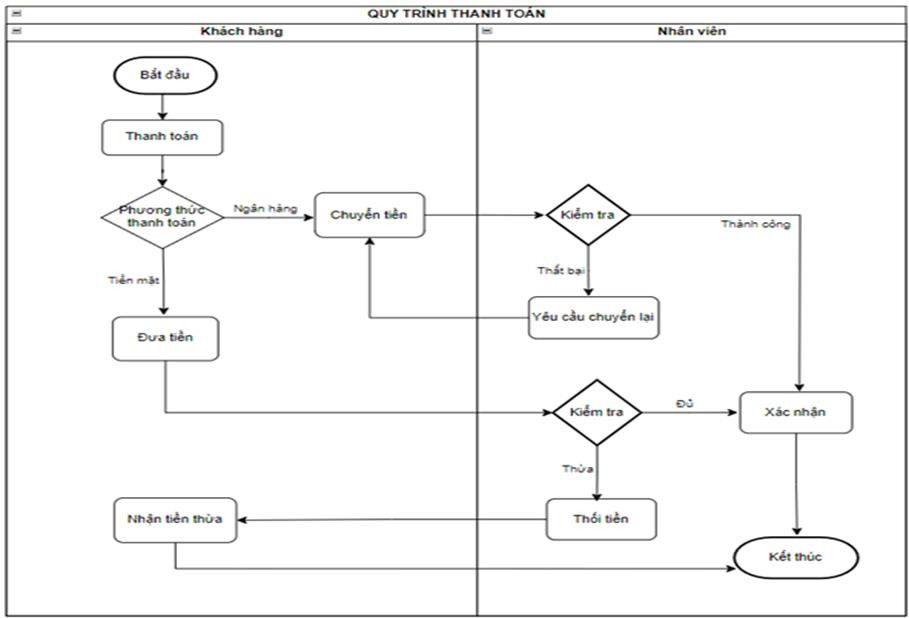 QUY TRÌNH THANH TOÁN
Khách hàng
Nhân viên
Bắt đầu
Thanh toán
Phương thức
thanh toán
Ngân hàng
Chuyển tiền
Kiểm tra
Thành công
Thất bại
Yêu cầu chuyển lại
Tiền mặt
Đưa tiền
Kiểm tra
Đủ
Xác nhận
Thừa
Thối tiền
Nhận tiền thừa
Kết thúc